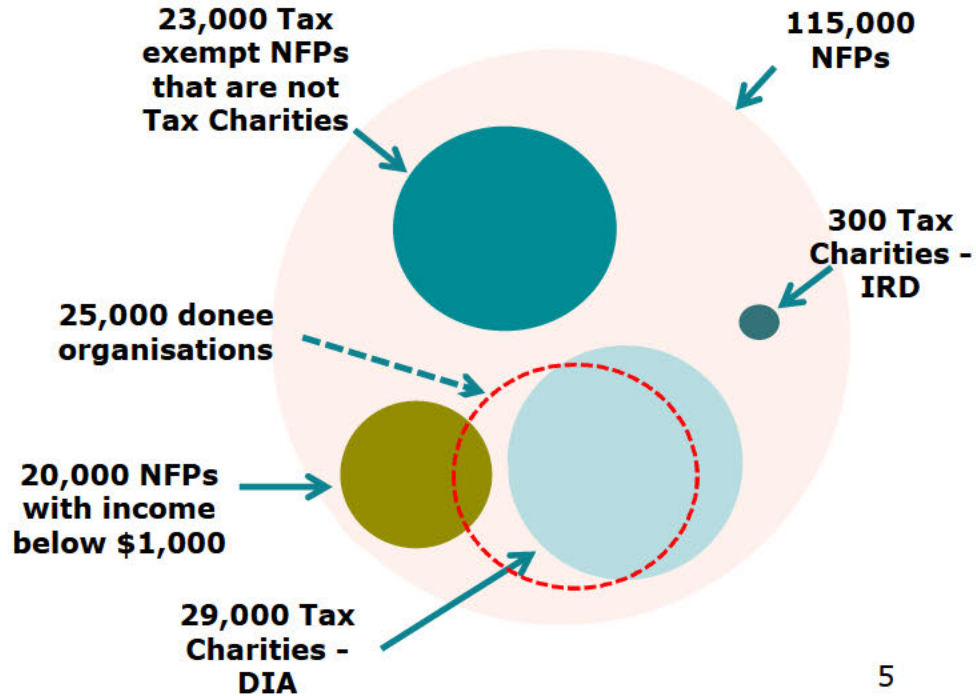 23,000 Tax
exempt NFPs
that are not
Tax Charities
115,000
NFPs
300 Tax
Charities –
IRD
25,000 donee
organisations
20,000 NFPs
with income
below $1,000
29,000 Tax
Charities –
DIA
5